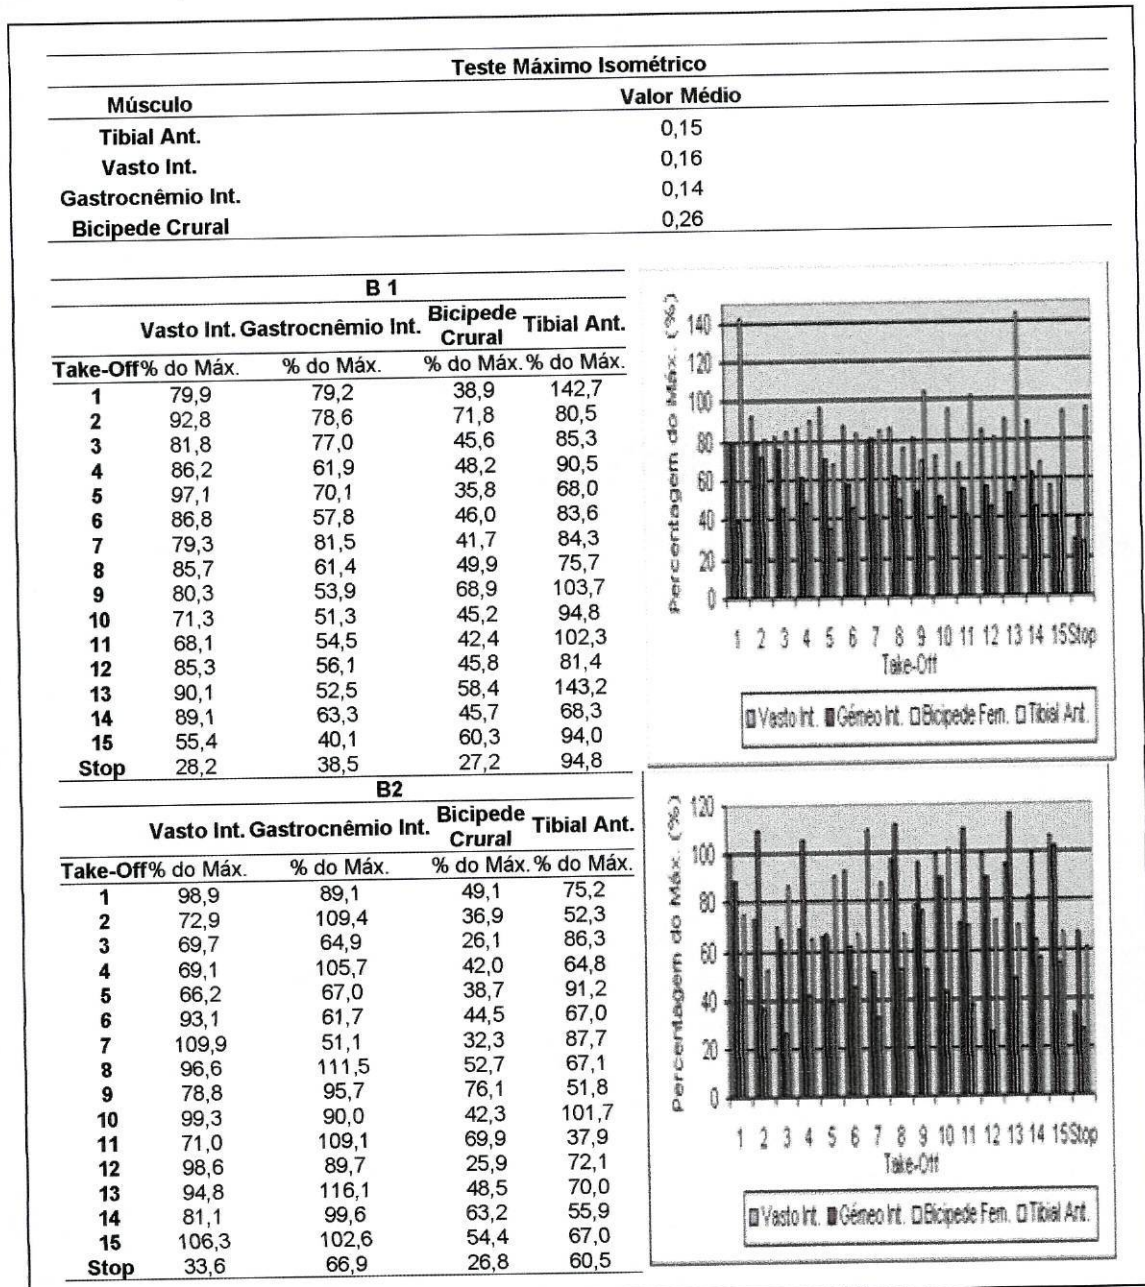 Teste Máximo Isométrico
Músculo Valor Médio
Tibial Ant. 0,15
Vasto Int. 0,16
Gastrocnêmio Int. 0,14
Bicipede Crural 0,26
B 1
Vasto Int. Gastrocnêmio Int. Bicipede Crural Tibial Ant.
Take-Off % do Máx. % do Máx. % do Máx. % do Máx.
1 79,9 79,2 38,9 142,7
2 92,8 78,6 71,8 80,5
3 81,8 77,0 45,6 85,3
4 86,2 61,9 48,2 90,5
5 97,1 70,1 35,8 68,0
6 86,8 57,8 46,0 83,6
7 79,3 81,5 41,7 84,3
8 85,7 61,4 49,9 75,7
9 80,3 53,9 68,9 103,7
10 71,3 51,3 45,2 94,8
11 68,1 54,5 42,4 102,3
12 85,3 56,1 45,8 81,4
13 90,1 52,5 58,4 143,2
14 89,1 63,3 45,7 68,3
15 55,4 40,1 60,3 94,0
Stop 28,2 38,5 27,2 94,8
Percentagem do Máx. (%)
140
120
100
80
60
40
20
0
1 2 3 4 5 6 7 8 9 10 11 12 13 14 15 Stop
Take-Off
Vasto Int. Gémeo Int. Bicipede Fem. Tibial Ant.
B2
Vasto Int. Gastrocnêmio Int. Bicipede Crural Tibial Ant.
Take-Off % do Máx. % do Máx. % do Máx. % do Máx.
1 98,9 89,1 49,1 75,2
2 72,9 109,4 36,9 52,3
3 69,7 64,9 26,1 86,3
4 69,1 105,7 42,0 64,8
5 66,2 67,0 38,7 91,2
6 93,1 61,7 44,5 67,0
7 109,9 51,1 32,3 87,7
8 96,6 111,5 52,7 67,1
9 78,8 95,7 76,1 51,8
10 99,3 90,0 42,3 101,7
11 71,0 109,1 69,9 37,9
12 98,6 89,7 25,9 72,1
13 94,8 116,1 48,5 70,0
14 81,1 99,6 63,2 55,9
15 106,3 102,6 54,4 67,0
Stop 33,6 66,9 26,8 60,5
Percentagem do Máx. (%)
120
100
80
60
40
20
0
1 2 3 4 5 6 7 8 9 10 11 12 13 14 15 Stop
Take-Off
Vasto Int. Gémeo Int. Bicipede Fem. Tibial Ant.